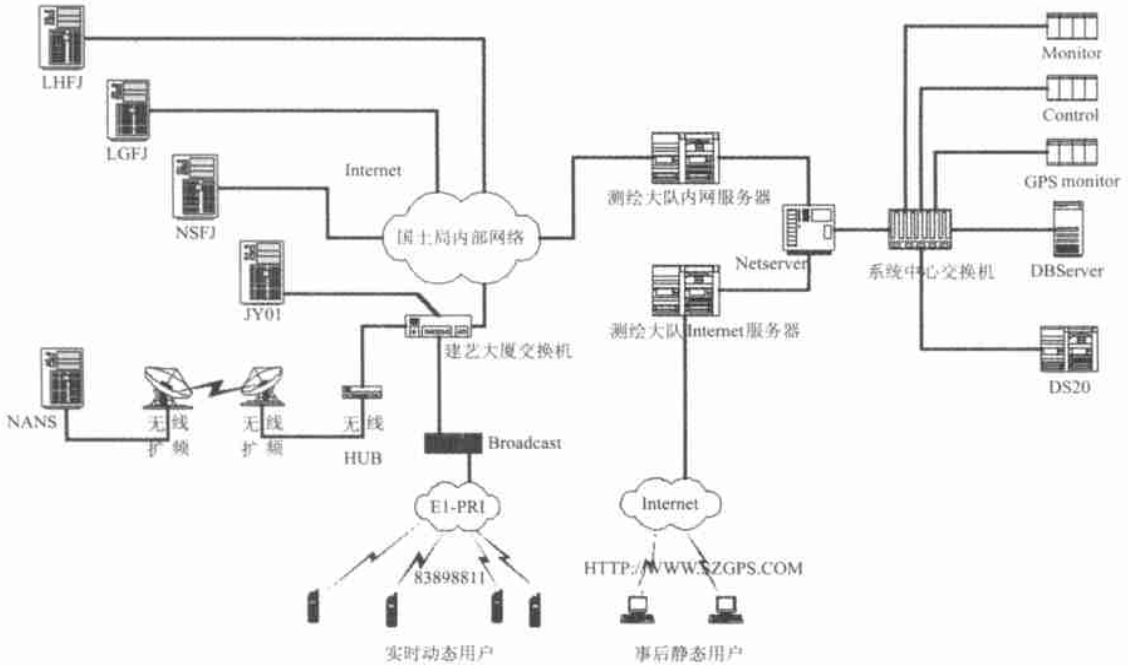 LHFJ
LGFJ
NSFJ
JY01
NANS
无线
扩频
无线
扩频
无线
HUB
Internet
国土局内部网络
建艺大厦交换机
Broadcast
E1-PRI
83898811
实时动态用户
测绘大队内网服务器
测绘大队Internet服务器
Netserver
系统中心交换机
Monitor
Control
GPS monitor
DBServer
DS20
Internet
HTTP://WWW.SZGPS.COM
事后静态用户